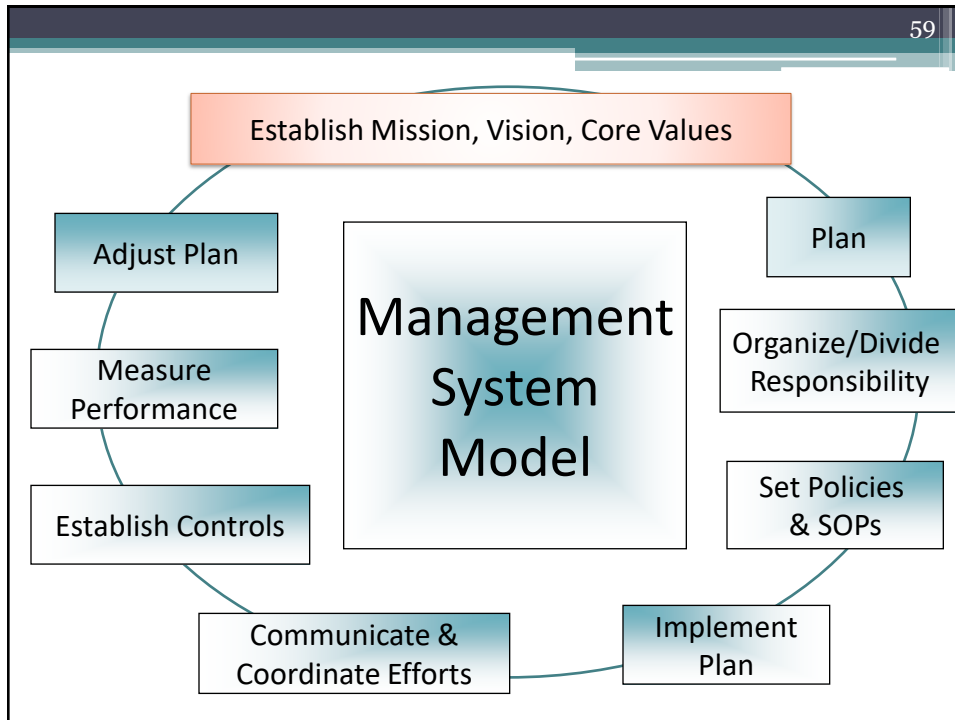 59
Establish Mission, Vision, Core Values
Plan
Organize/Divide
Responsibility
Set Policies
& SOPs
Implement
Plan
Communicate &
Coordinate Efforts
Establish Controls
Measure
Performance
Adjust Plan
Management
System
Model